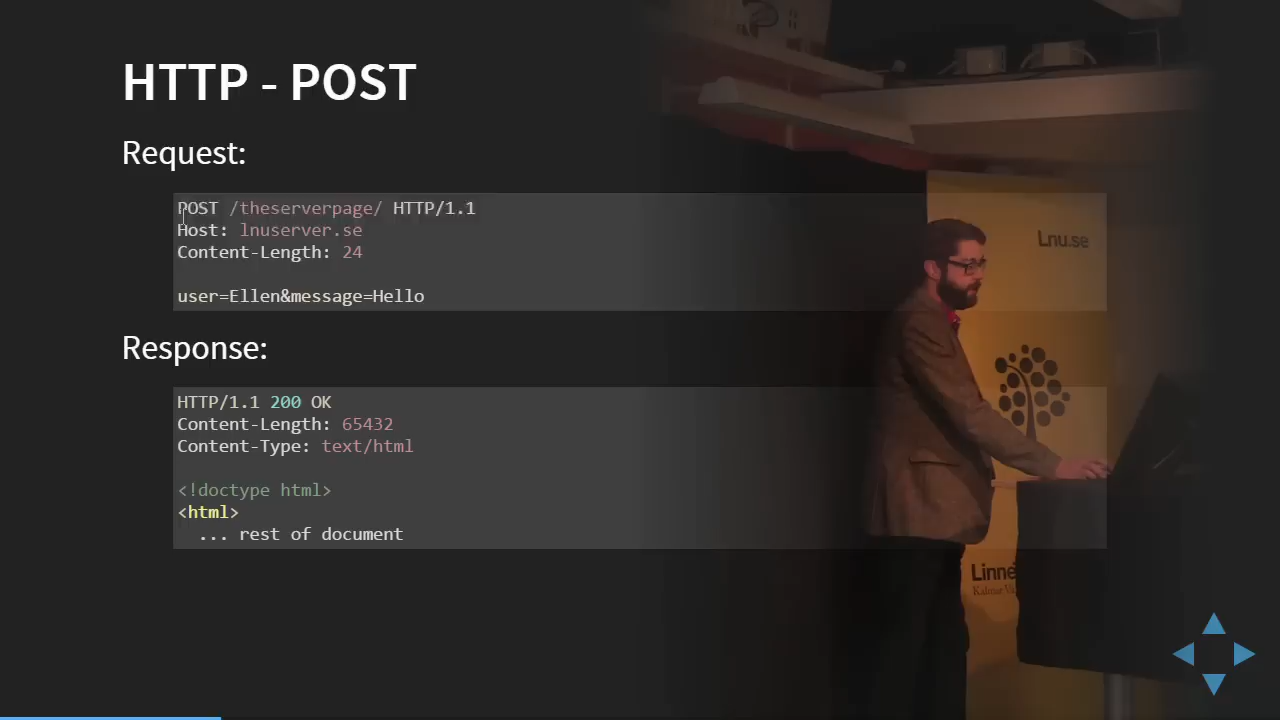 HTTP - POST
Request:
POST /theserverpage/ HTTP/1.1
Host: lnuserver.se
Content-Length: 24
user=Ellen&message=Hello
Response:
HTTP/1.1 200 OK
Content-Length: 65432
Content-Type: text/html
<!doctype html>
<html>
... rest of document
Lnu.se
Kalmar